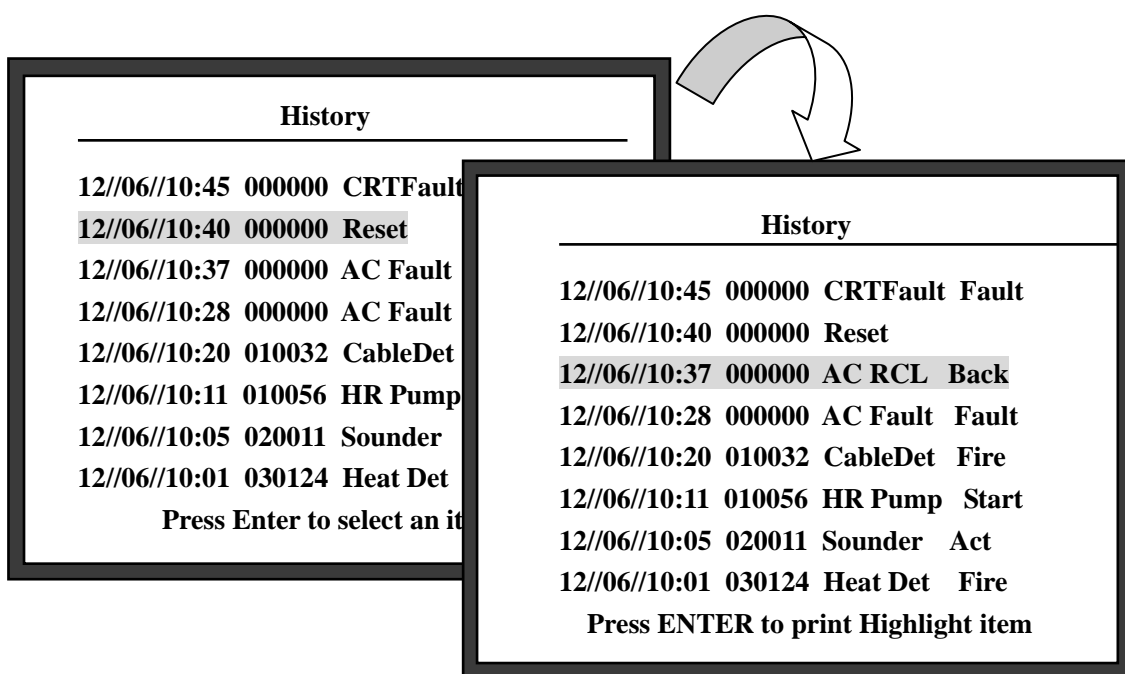 History
12//06//10:45 000000 CRTFault
12//06//10:40 000000 Reset
12//06//10:37 000000 AC Fault
12//06//10:28 000000 AC Fault
12//06//10:20 010032 CableDet
12//06//10:11 010056 HR Pump
12//06//10:05 020011 Sounder
12//06//10:01 030124 Heat Det
Press Enter to select an it
History
12//06//10:45 000000 CRTFault Fault
12//06//10:40 000000 Reset
12//06//10:37 000000 AC RCL Back
12//06//10:28 000000 AC Fault Fault
12//06//10:20 010032 CableDet Fire
12//06//10:11 010056 HR Pump Start
12//06//10:05 020011 Sounder Act
12//06//10:01 030124 Heat Det Fire
Press ENTER to print Highlight item